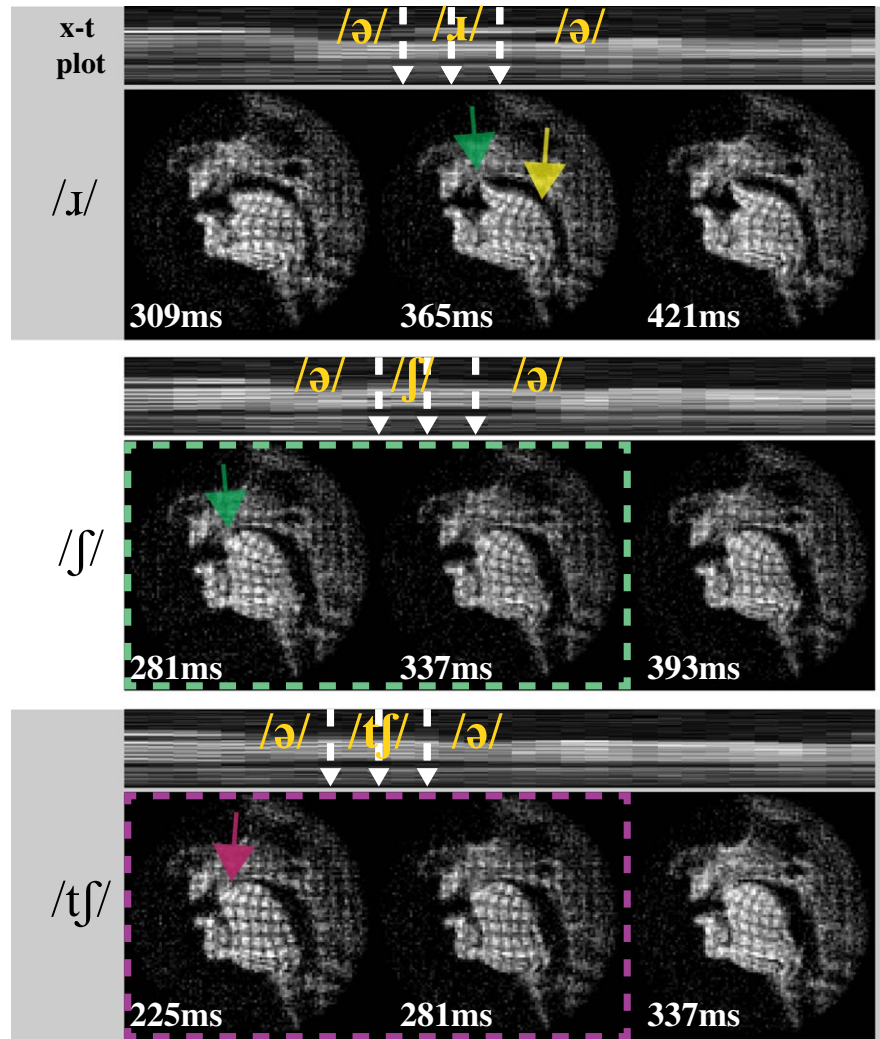 x-t
plot
/ə/ /ɹ/ /ə/
/ɹ/
309ms 365ms 421ms
/ə/ /ʃ/ /ə/
/ʃ/
281ms 337ms 393ms
/ə/ /tʃ/ /ə/
/tʃ/
225ms 281ms 337ms